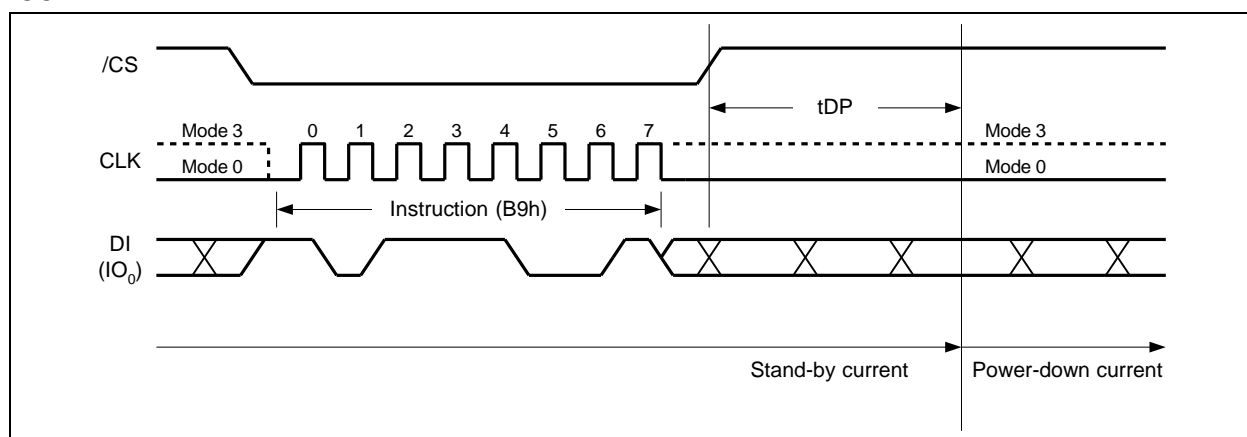 /CS
tDP
Mode 3
0 1 2 3 4 5 6 7
Mode 3
CLK
Mode 0
Mode 0
Instruction (B9h)
DI
(IO0)
Stand-by current
Power-down current